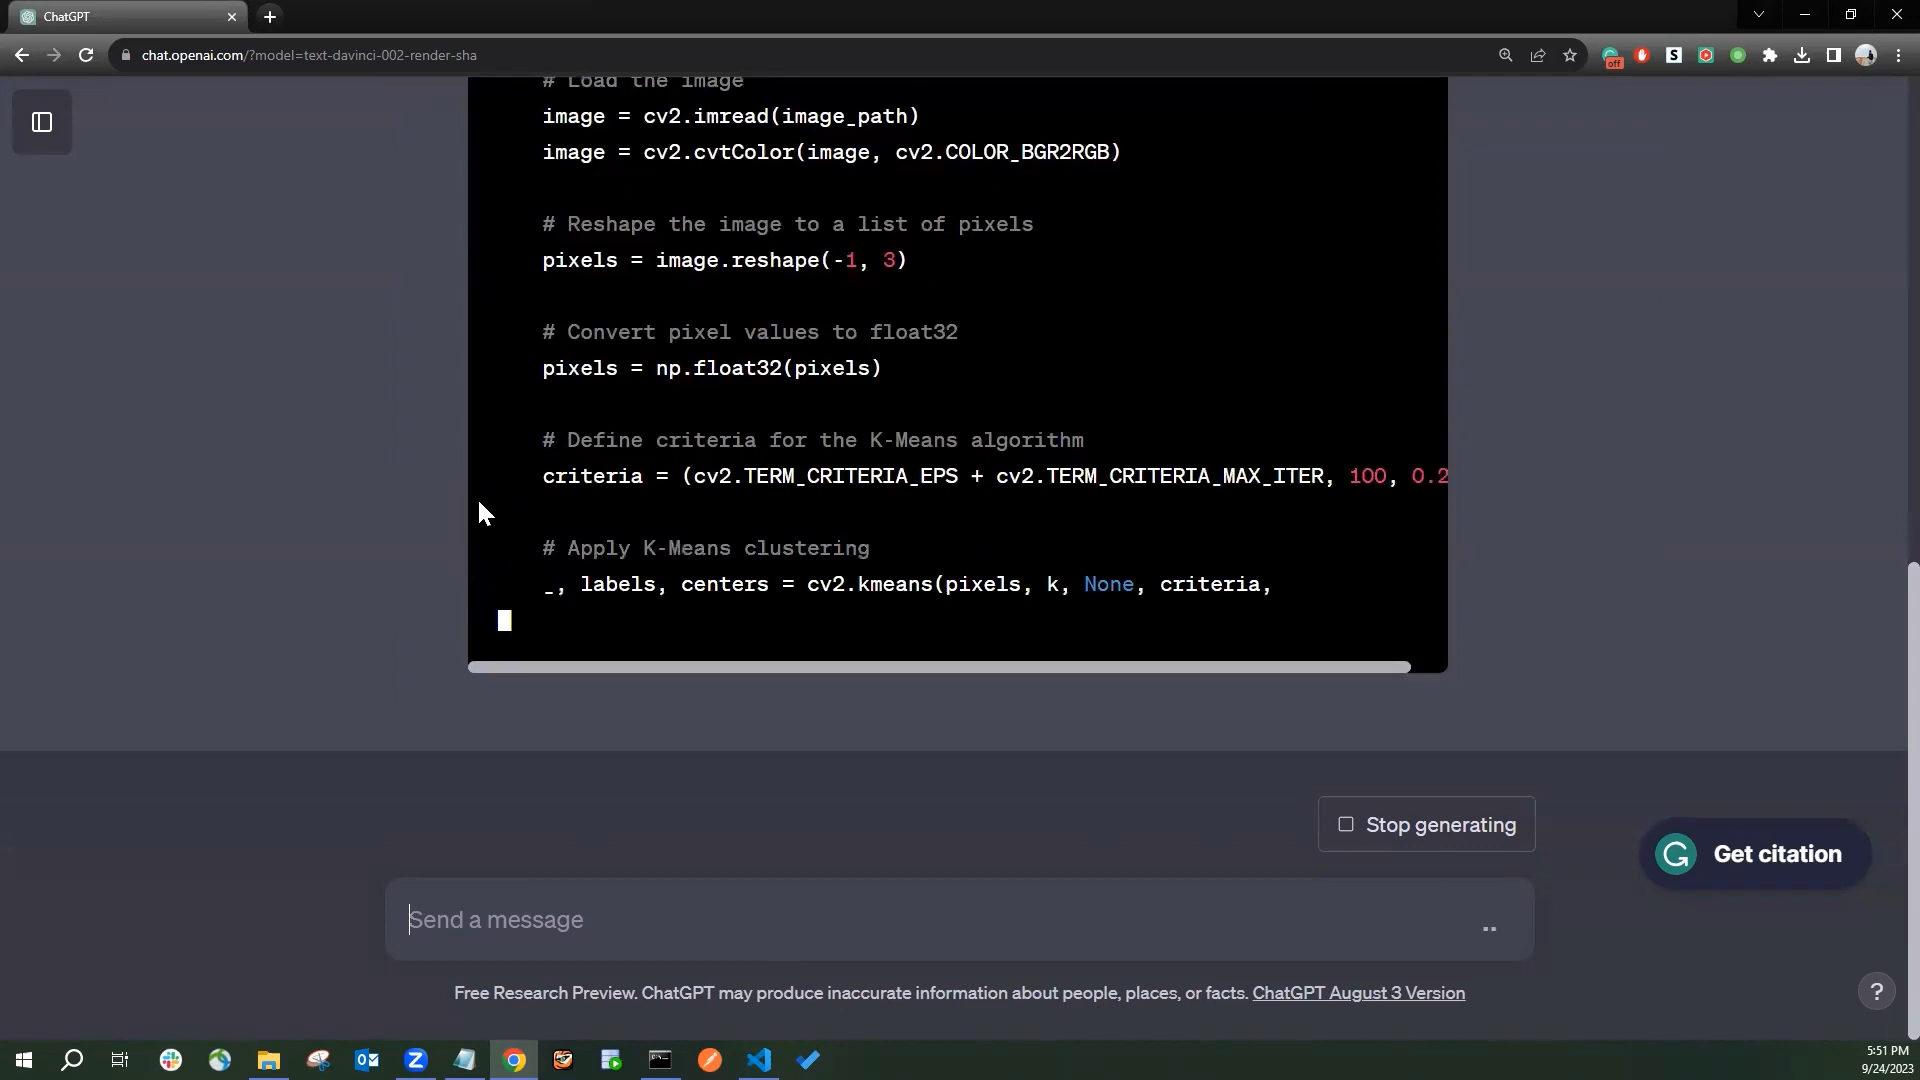 ChatGPT
chat.openai.com/?model=text-davinci-002-render-sha
off
S
# Load the image
image = cv2.imread(image_path)
image = cv2.cvtColor(image, cv2.COLOR_BGR2RGB)
# Reshape the image to a list of pixels
pixels = image.reshape(-1, 3)
# Convert pixel values to float32
pixels = np.float32(pixels)
# Define criteria for the K-Means algorithm
criteria = (cv2.TERM_CRITERIA_EPS + cv2.TERM_CRITERIA_MAX_ITER, 100, 0.2
# Apply K-Means clustering
_, labels, centers = cv2.kmeans(pixels, k, None, criteria,
Stop generating
Get citation
Send a message
Free Research Preview. ChatGPT may produce inaccurate information about people, places, or facts. ChatGPT August 3 Version
?
5:51 PM
9/24/2023